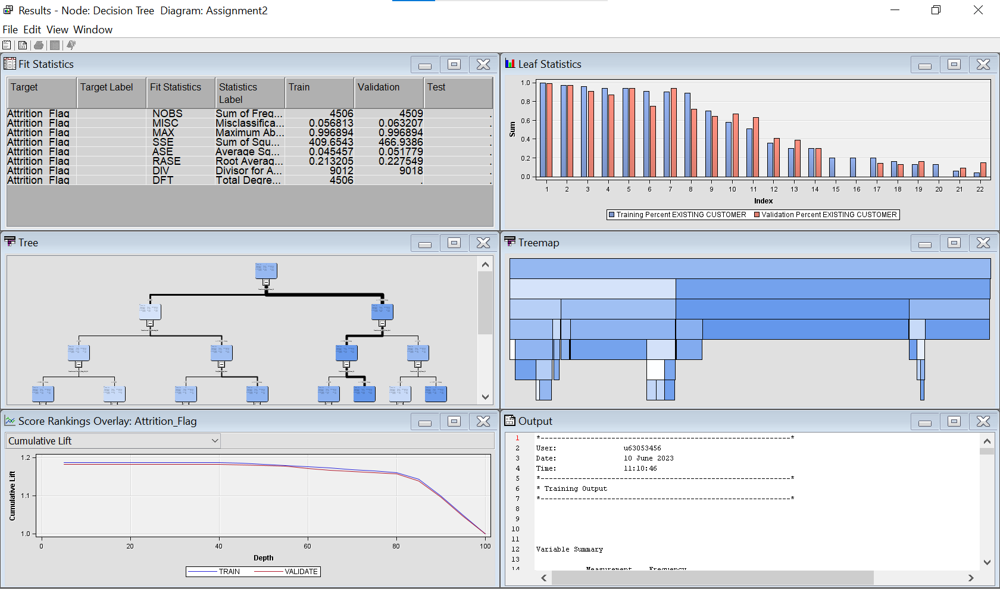 Results - Node: Decision Tree  Diagram: Assignment2
File Edit View Window
Fit Statistics
Target Target Label Fit Statistics Statistics Label Train Validation Test
Attrition_Flag NOBS Sum of Freq... 4506 4509 .
Attrition_Flag MISC Misclassifica... 0.056813 0.063207 .
Attrition_Flag MAX Maximum Ab... 0.996894 0.996894 .
Attrition_Flag SSE Sum of Squ... 409.6543 466.9386 .
Attrition_Flag ASE Average Sq... 0.045457 0.051779 .
Attrition_Flag RASE Root Averag... 0.213205 0.227549 .
Attrition_Flag DIV Divisor for A... 9012 9018 .
Attrition_Flag DFT Total Degre... 4506 . .
Leaf Statistics
1.0
0.8
0.6
0.4
0.2
0.0
Sum
1 2 3 4 5 6 7 8 9 10 11 12 13 14 15 16 17 18 19 20 21 22
Index
Training Percent EXISTING CUSTOMER Validation Percent EXISTING CUSTOMER
Tree
Treemap
Score Rankings Overlay: Attrition_Flag
Cumulative Lift
1.2
1.1
1.0
Cumulative Lift
0 20 40 60 80 100
Depth
TRAIN VALIDATE
Output
1 *------------------------------------------------------------*
2 User: u63053456
3 Date: 10 June 2023
4 Time: 11:10:46
5 *------------------------------------------------------------*
6 * Training Output
7 *------------------------------------------------------------*
8
9
10
11
12 Variable Summary
13
14 Measurement Frequency